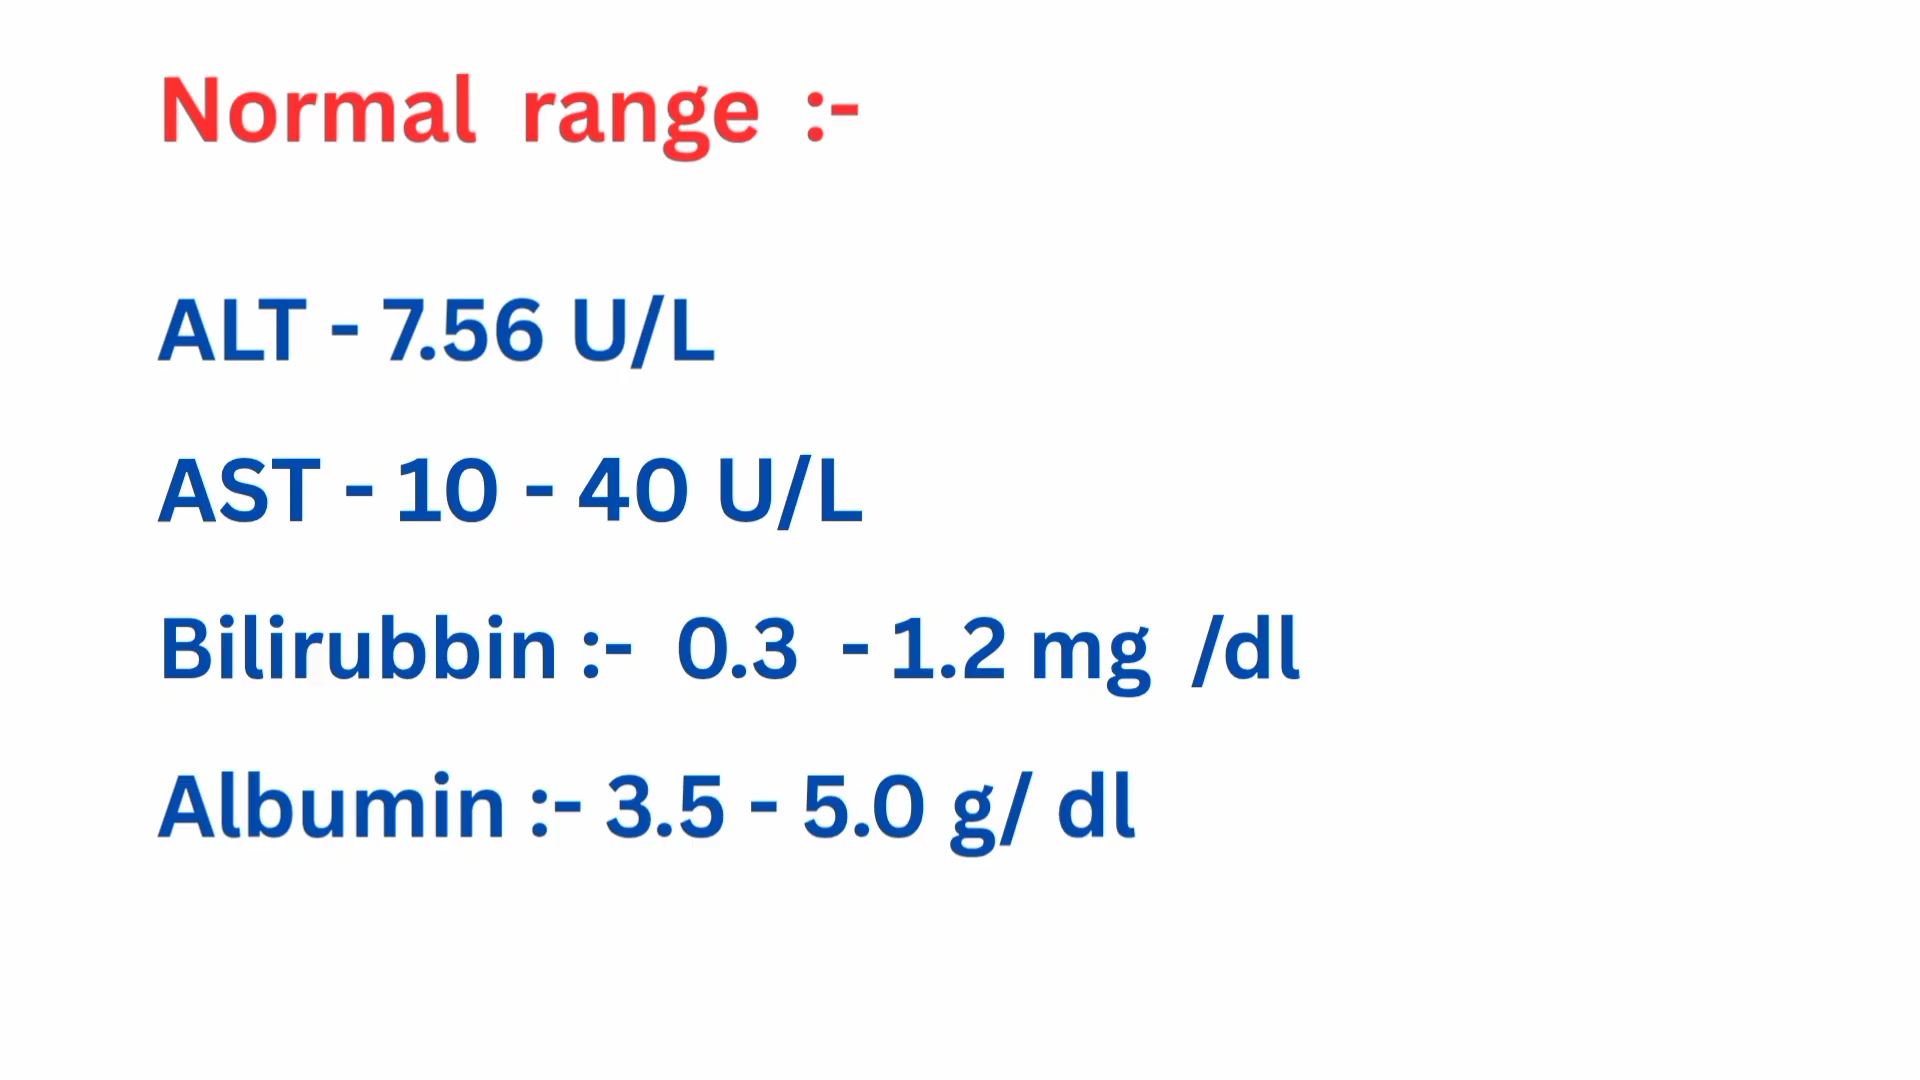 Normal range :-
ALT - 7.56 U/L
AST - 10 - 40 U/L
Bilirubbin :- 0.3 - 1.2 mg /dl
Albumin :- 3.5 - 5.0 g/ dl